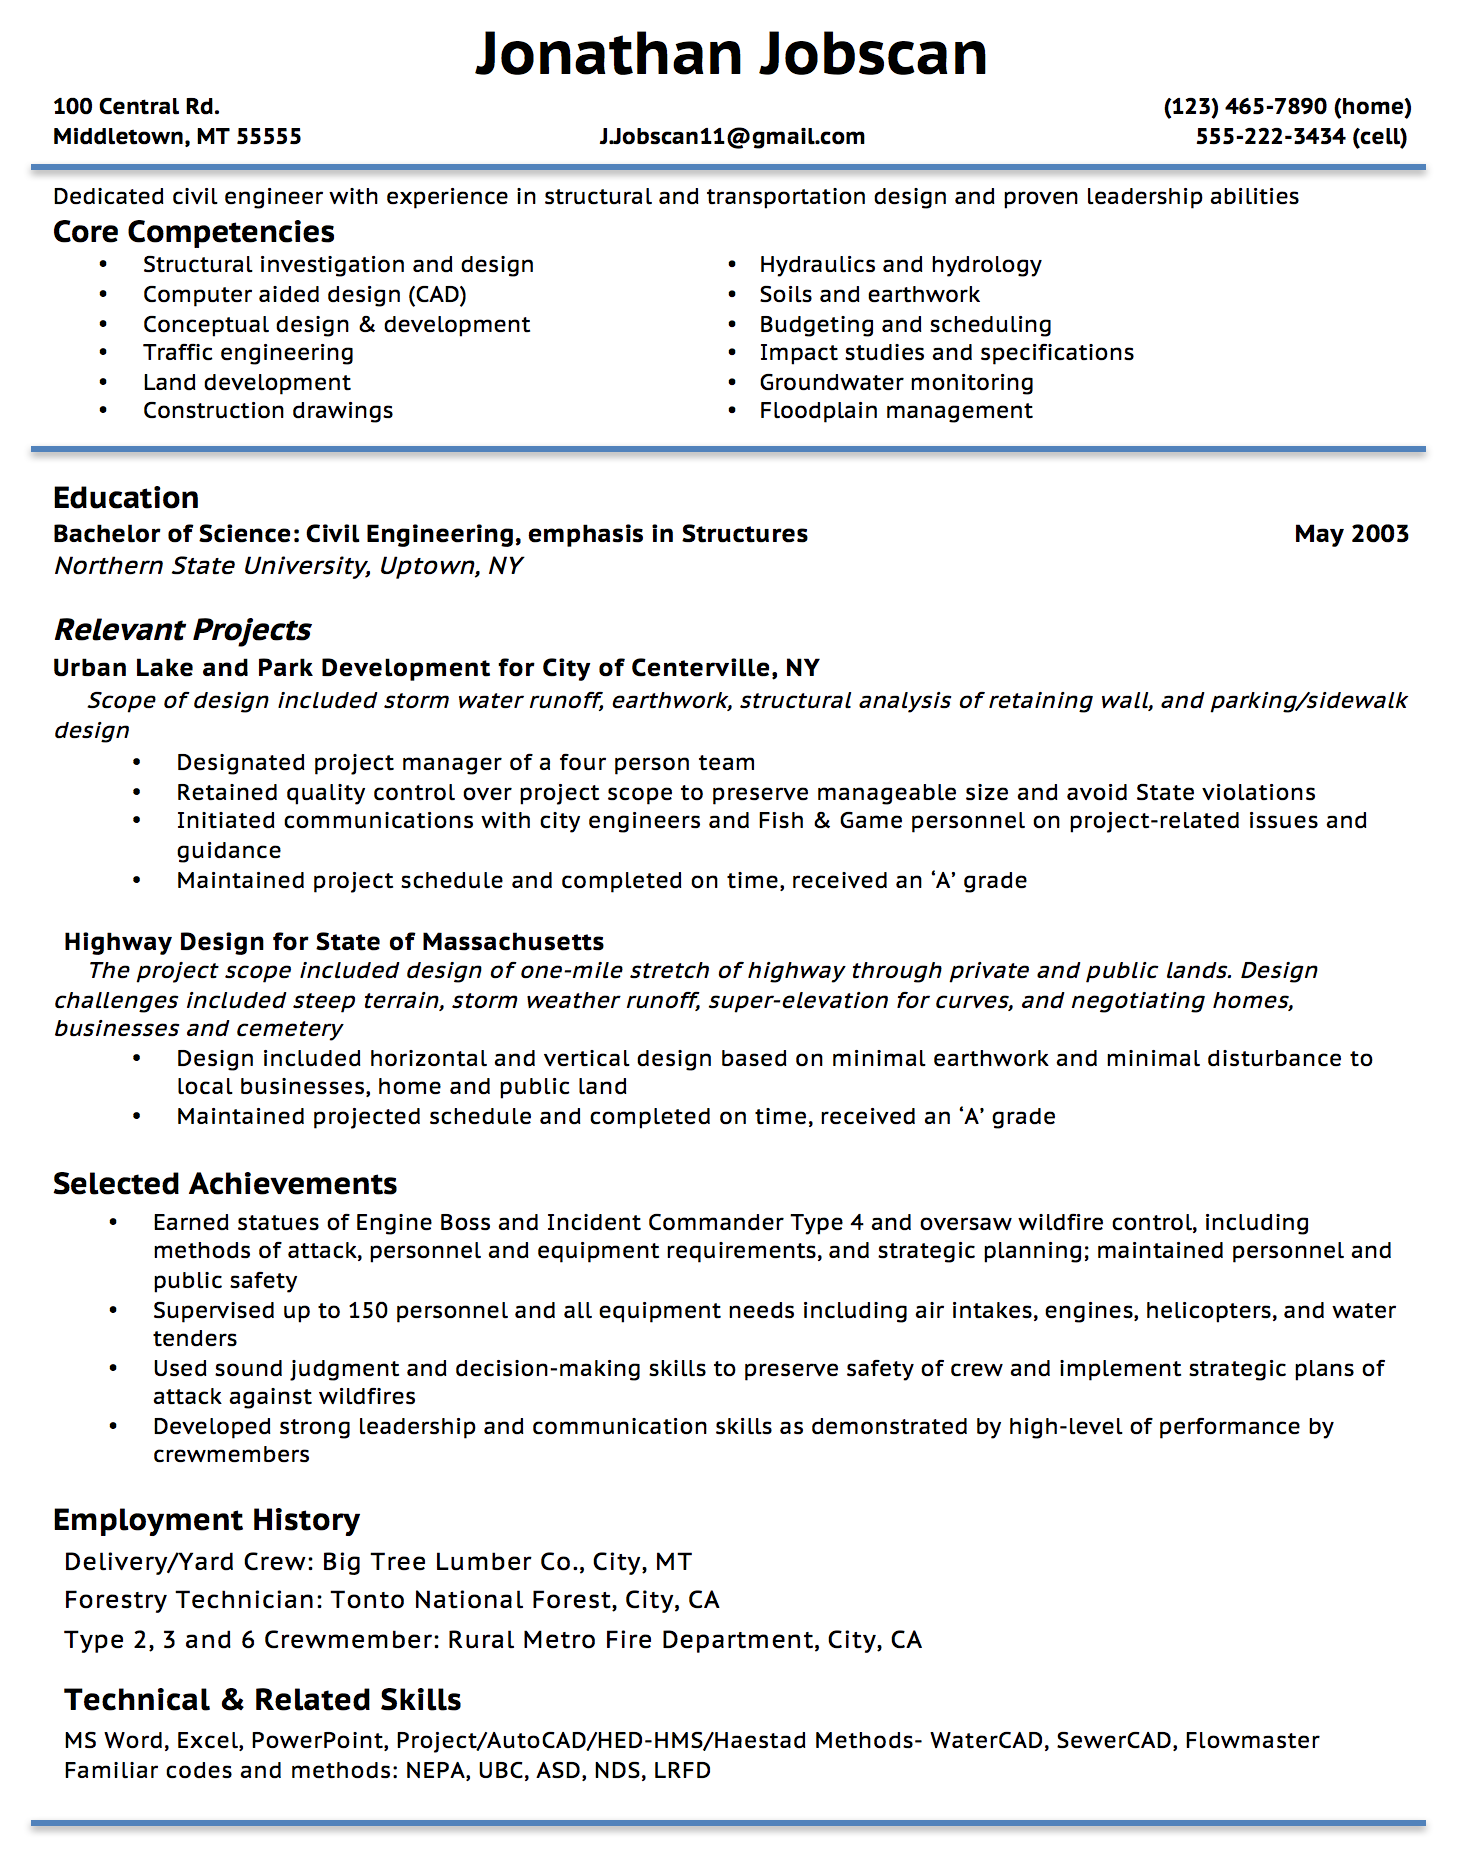 Jonathan Jobscan
100 Central Rd. (123) 465-7890 (home)
Middletown, MT 55555 J.Jobscan11@gmail.com 555-222-3434 (cell)
Dedicated civil engineer with experience in structural and transportation design and proven leadership abilities
Core Competencies
• Structural investigation and design
• Computer aided design (CAD)
• Conceptual design & development
• Traffic engineering
• Land development
• Construction drawings
• Hydraulics and hydrology
• Soils and earthwork
• Budgeting and scheduling
• Impact studies and specifications
• Groundwater monitoring
• Floodplain management
Education
Bachelor of Science: Civil Engineering, emphasis in Structures May 2003
Northern State University, Uptown, NY
Relevant Projects
Urban Lake and Park Development for City of Centerville, NY
Scope of design included storm water runoff, earthwork, structural analysis of retaining wall, and parking/sidewalk
design
• Designated project manager of a four person team
• Retained quality control over project scope to preserve manageable size and avoid State violations
• Initiated communications with city engineers and Fish & Game personnel on project-related issues and
guidance
• Maintained project schedule and completed on time, received an ‘A’ grade
Highway Design for State of Massachusetts
The project scope included design of one-mile stretch of highway through private and public lands. Design
challenges included steep terrain, storm weather runoff, super-elevation for curves, and negotiating homes,
businesses and cemetery
• Design included horizontal and vertical design based on minimal earthwork and minimal disturbance to
local businesses, home and public land
• Maintained projected schedule and completed on time, received an ‘A’ grade
Selected Achievements
• Earned statues of Engine Boss and Incident Commander Type 4 and oversaw wildfire control, including
methods of attack, personnel and equipment requirements, and strategic planning; maintained personnel and
public safety
• Supervised up to 150 personnel and all equipment needs including air intakes, engines, helicopters, and water
tenders
• Used sound judgment and decision-making skills to preserve safety of crew and implement strategic plans of
attack against wildfires
• Developed strong leadership and communication skills as demonstrated by high-level of performance by
crewmembers
Employment History
Delivery/Yard Crew: Big Tree Lumber Co., City, MT
Forestry Technician: Tonto National Forest, City, CA
Type 2, 3 and 6 Crewmember: Rural Metro Fire Department, City, CA
Technical & Related Skills
MS Word, Excel, PowerPoint, Project/AutoCAD/HED-HMS/Haestad Methods- WaterCAD, SewerCAD, Flowmaster
Familiar codes and methods: NEPA, UBC, ASD, NDS, LRFD